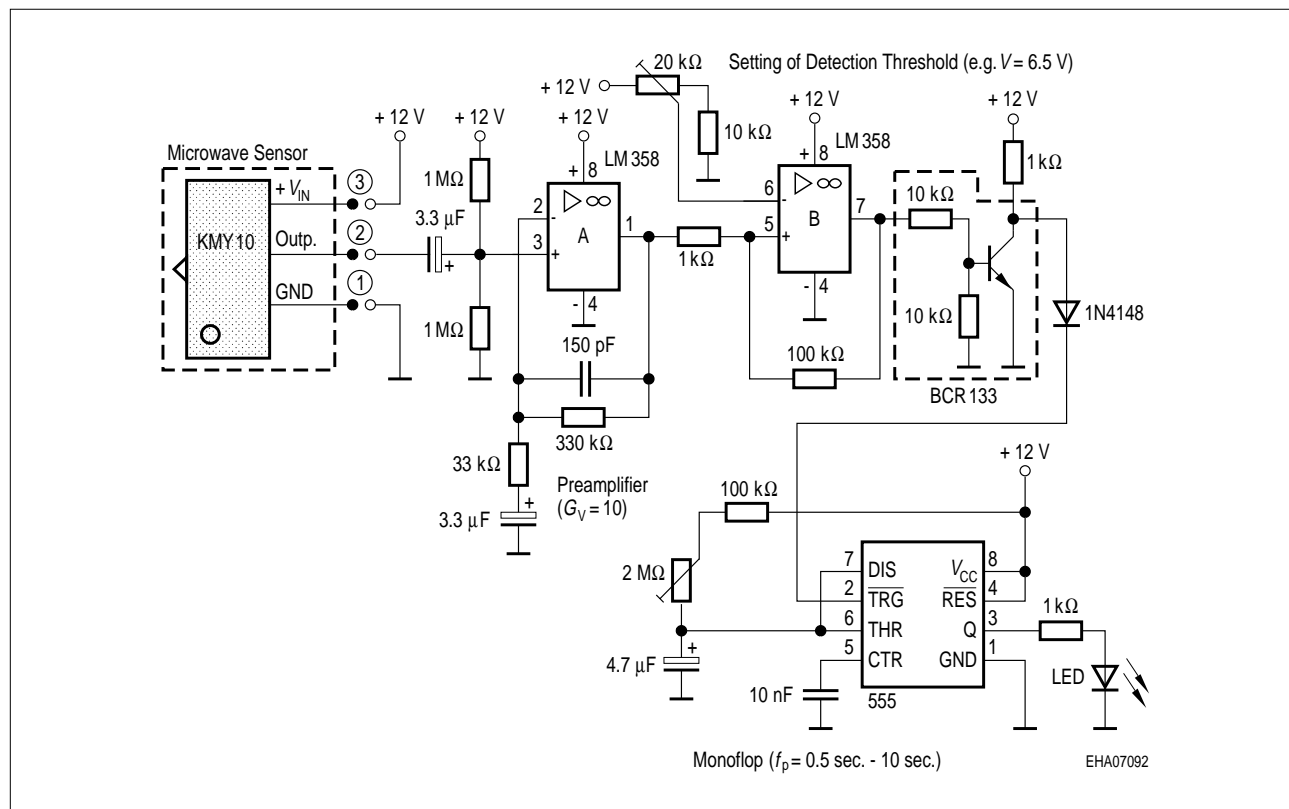 20 kΩ
Setting of Detection Threshold (e.g. V = 6.5 V)
+ 12 V
+ 12 V
+ 12 V
+ 12 V
+ 12 V
+ 12 V
10 kΩ
LM 358
LM 358
1 kΩ
Microwave Sensor
+ VIN
3
1 MΩ
+ 8
▷ ∞
2 -
A
3 +
1
- 4
3.3 µF
+
KMY 10
Outp.
2
GND
1
1 MΩ
1 kΩ
+ 8
▷ ∞
6 -
B
5 +
7
- 4
10 kΩ
10 kΩ
1N4148
150 pF
100 kΩ
BCR 133
330 kΩ
33 kΩ
+
3.3 µF
Preamplifier
(GV = 10)
+ 12 V
100 kΩ
2 MΩ
7 DIS
VCC 8
2 TRG
RES 4
6 THR
Q 3
5 CTR
GND 1
1 kΩ
+
4.7 µF
LED
10 nF
555
Monoflop (fp = 0.5 sec. - 10 sec.)
EHA07092